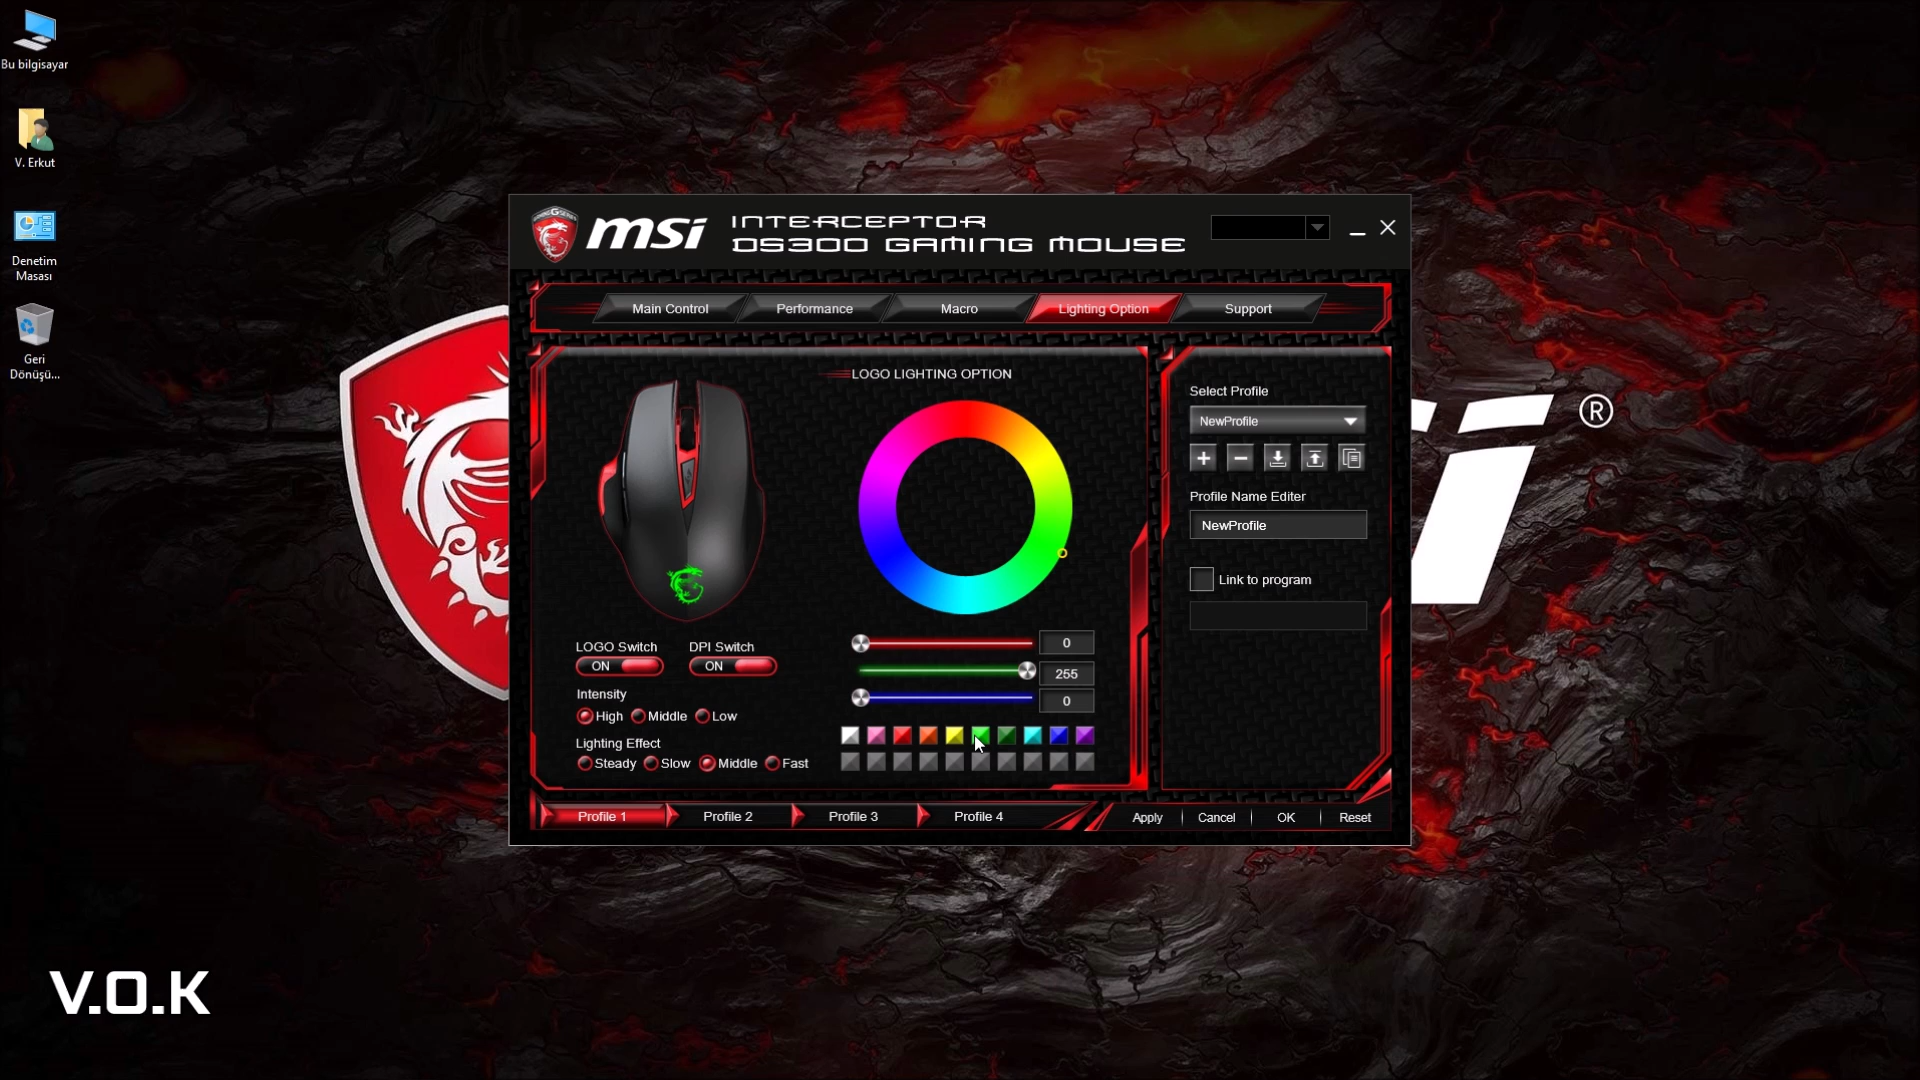 Bu bilgisayar
V. Erkut
Denetim
Masası
Geri
Dönüşü...
msi
INTERCEPTOR
DS300 GAMING MOUSE
Main Control
Performance
Macro
Lighting Option
Support
LOGO LIGHTING OPTION
LOGO Switch
DPI Switch
ON
ON
Intensity
High
Middle
Low
Lighting Effect
Steady
Slow
Middle
Fast
0
255
0
Select Profile
NewProfile
Profile Name Editer
NewProfile
Link to program
Profile 1
Profile 2
Profile 3
Profile 4
Apply
Cancel
OK
Reset
®
V.O.K